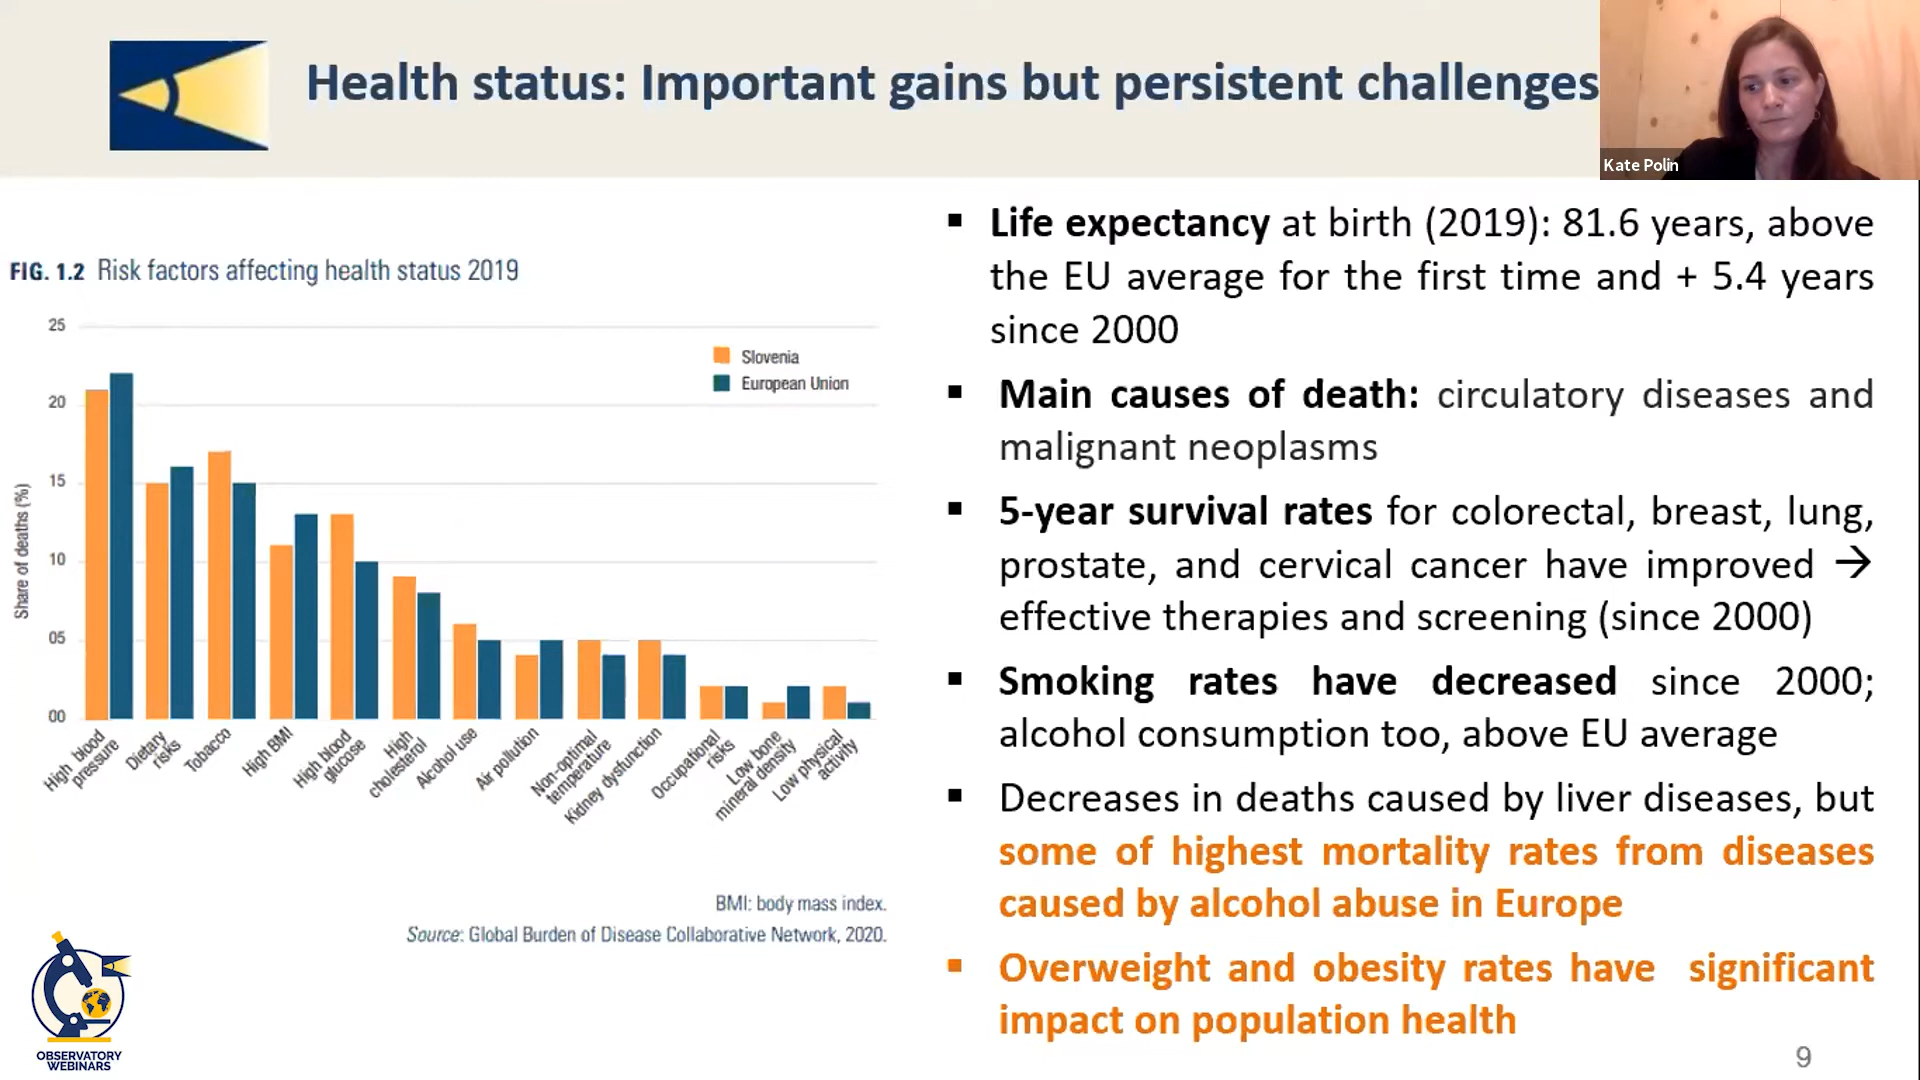 Health status: Important gains but persistent challenges
Kate Polin
FIG. 1.2 Risk factors affecting health status 2019
25
20
15
10
05
00
Share of deaths (%)
Slovenia
European Union
High blood
pressure
Dietary
risks
Tobacco
High BMI
High blood
glucose
High
cholesterol
Alcohol use
Air pollution
Non-optimal
temperature
Kidney dysfunction
Occupational
risks
Low bone
mineral density
Low physical
activity
BMI: body mass index.
Source: Global Burden of Disease Collaborative Network, 2020.
OBSERVATORY
WEBINARS
▪ Life expectancy at birth (2019): 81.6 years, above
the EU average for the first time and + 5.4 years
since 2000
▪ Main causes of death: circulatory diseases and
malignant neoplasms
▪ 5-year survival rates for colorectal, breast, lung,
prostate, and cervical cancer have improved →
effective therapies and screening (since 2000)
▪ Smoking rates have decreased since 2000;
alcohol consumption too, above EU average
▪ Decreases in deaths caused by liver diseases, but
some of highest mortality rates from diseases
caused by alcohol abuse in Europe
▪ Overweight and obesity rates have significant
impact on population health
9